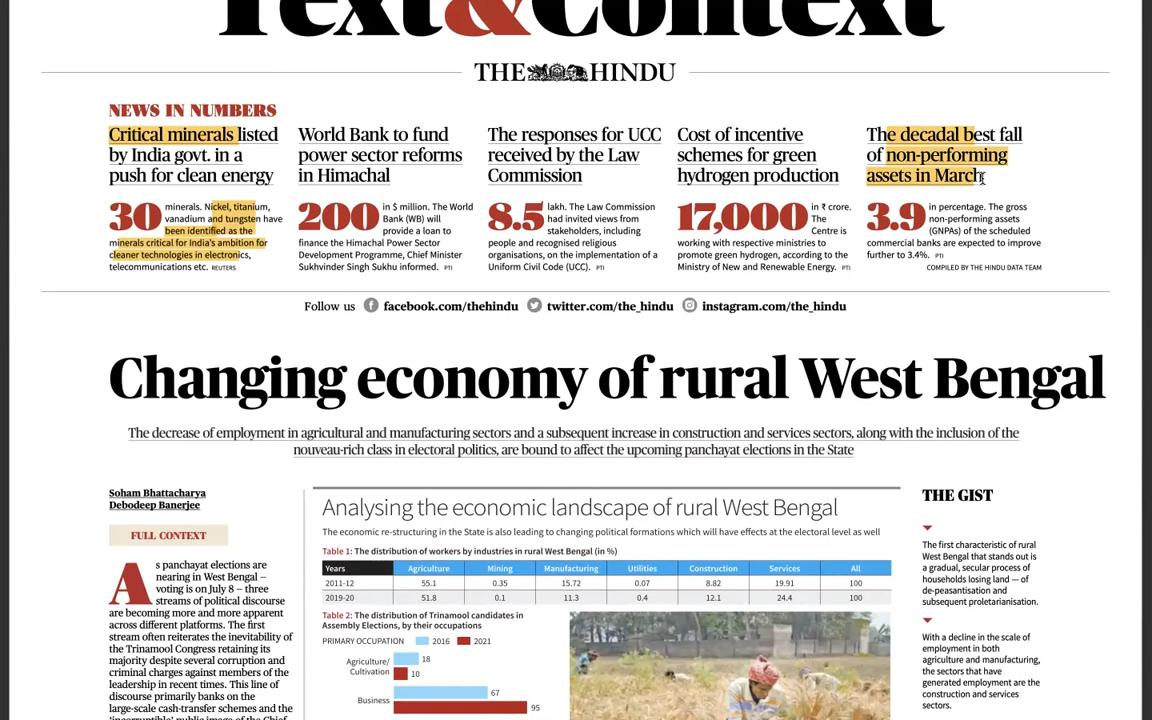 Text&Context
THE HINDU
NEWS IN NUMBERS
Critical minerals listed
by India govt. in a
push for clean energy
30 minerals. Nickel, titanium,
vanadium and tungsten have
been identified as the
minerals critical for India's ambition for
cleaner technologies in electronics,
telecommunications etc. REUTERS
World Bank to fund
power sector reforms
in Himachal
200 in $ million. The World
Bank (WB) will
provide a loan to
finance the Himachal Power Sector
Development Programme, Chief Minister
Sukhvinder Singh Sukhu informed. PTI
The responses for UCC
received by the Law
Commission
8.5 lakh. The Law Commission
had invited views from
stakeholders, including
people and recognised religious
organisations, on the implementation of a
Uniform Civil Code (UCC). PTI
Cost of incentive
schemes for green
hydrogen production
17,000 in ₹ crore.
The
Centre is
working with respective ministries to
promote green hydrogen, according to the
Ministry of New and Renewable Energy. PTI
The decadal best fall
of non-performing
assets in March
3.9 in percentage. The gross
non-performing assets
(GNPAs) of the scheduled
commercial banks are expected to improve
further to 3.4%. PTI
COMPILED BY THE HINDU DATA TEAM
Follow us facebook.com/thehindu twitter.com/the_hindu instagram.com/the_hindu
Changing economy of rural West Bengal
The decrease of employment in agricultural and manufacturing sectors and a subsequent increase in construction and services sectors, along with the inclusion of the
nouveau-rich class in electoral politics, are bound to affect the upcoming panchayat elections in the State
Soham Bhattacharya
Debodeep Banerjee
FULL CONTEXT
As panchayat elections are
nearing in West Bengal —
voting is on July 8 — three
streams of political discourse
are becoming more and more apparent
across different platforms. The first
stream often reiterates the inevitability of
the Trinamool Congress retaining its
majority despite several corruption and
criminal charges against members of the
leadership in recent times. This line of
discourse primarily banks on the
large-scale cash-transfer schemes and the
'incorruptible' public image of the Chief
Analysing the economic landscape of rural West Bengal
The economic re-structuring in the State is also leading to changing political formations which will have effects at the electoral level as well
Table 1: The distribution of workers by industries in rural West Bengal (in %)
Years Agriculture Mining Manufacturing Utilities Construction Services All
2011-12 55.1 0.35 15.72 0.07 8.82 19.91 100
2019-20 51.8 0.1 11.3 0.4 12.1 24.4 100
Table 2: The distribution of Trinamool candidates in
Assembly Elections, by their occupations
PRIMARY OCCUPATION 2016 2021
Agriculture/
Cultivation
18
10
Business
67
95
THE GIST
The first characteristic of rural
West Bengal that stands out is
a gradual, secular process of
households losing land — of
de-peasantisation and
subsequent proletarianisation.
With a decline in the scale of
employment in both
agriculture and manufacturing,
the sectors that have
generated employment are the
construction and services
sectors.